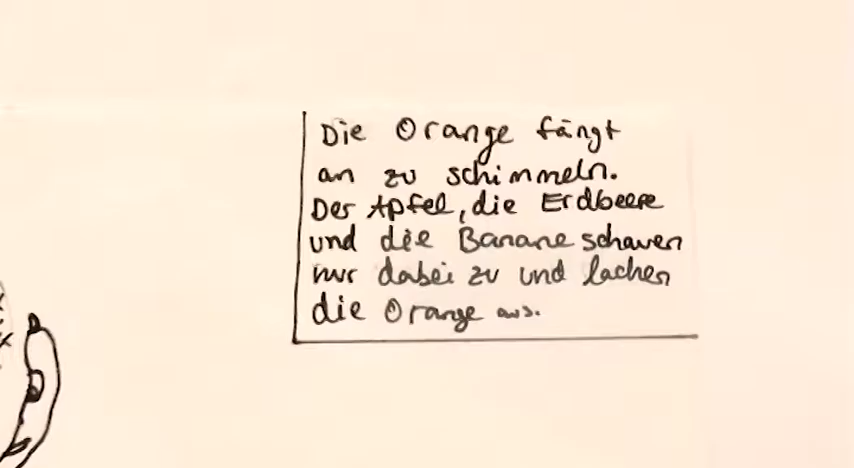 Die Orange fängt
an zu schimmeln.
Der Apfel, die Erdbeere
und die Banane schauen
nur dabei zu und lachen
die Orange aus.